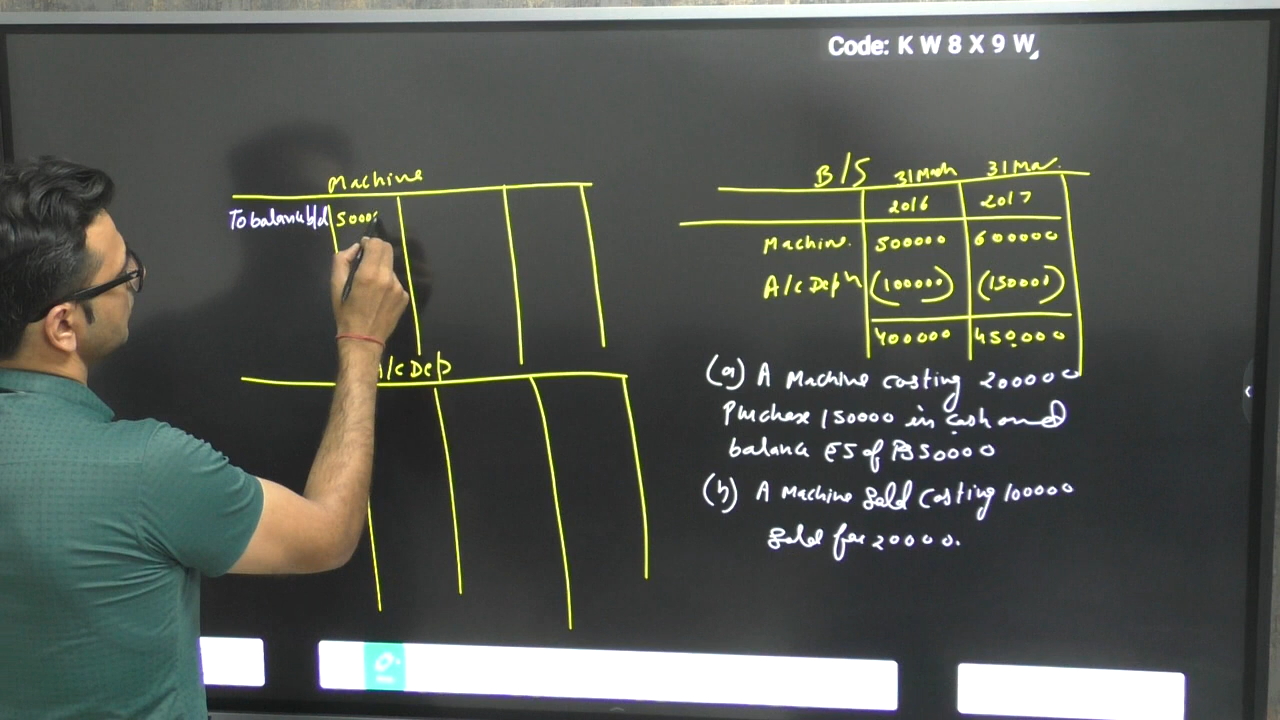 Code: K W 8 X 9 W
Machine
To balance b/d 5000
A/c Dep
B/S 31 March 31 Mar.
2016 2017
Machin. 500000 600000
A/c Deph (100000) (150000)
400000 450000
(a) A Machine costing 200000
Purchase 150000 in cash and
balance ES of Rs 50000
(b) A Machine Sold Costing 100000
Sold for 20000.